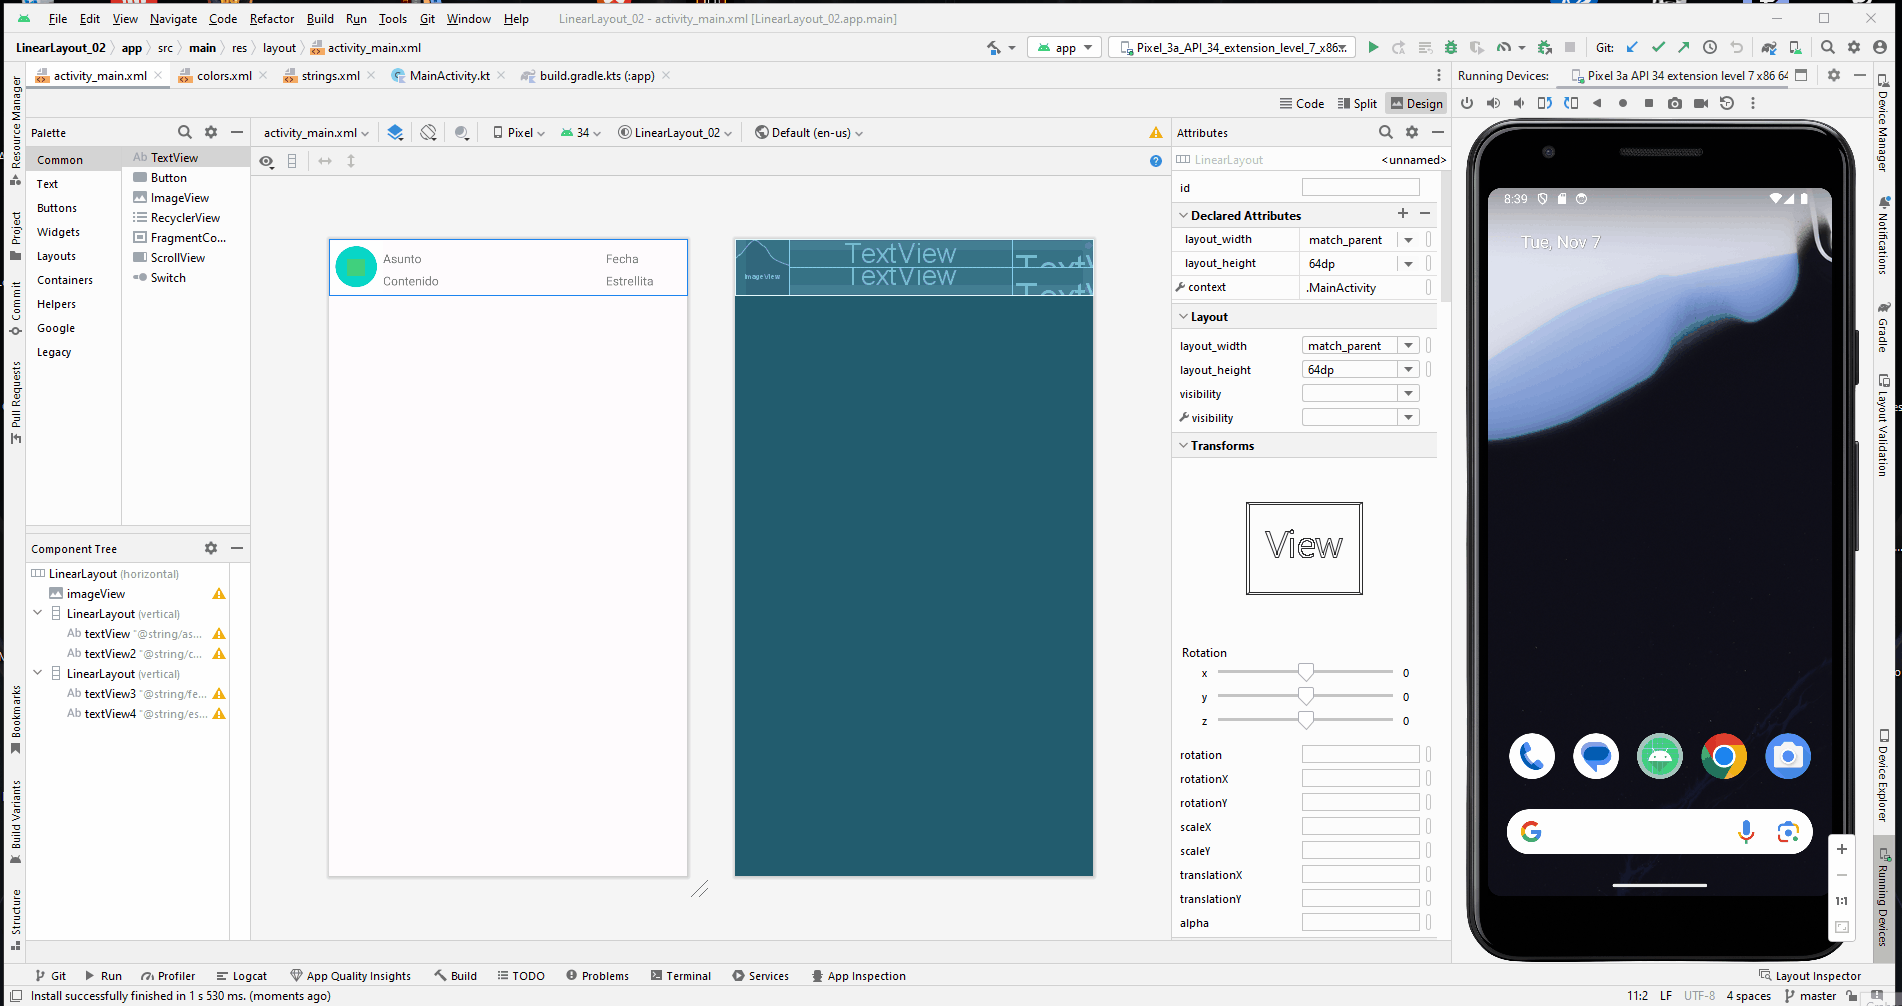 File Edit View Navigate Code Refactor Build Run Tools Git Window Help LinearLayout_02 - activity_main.xml [LinearLayout_02.app.main]
LinearLayout_02 app src main res layout activity_main.xml app Pixel_3a_API_34_extension_level_7_x86 Git:
activity_main.xml colors.xml strings.xml MainActivity.kt build.gradle.kts (:app) Running Devices: Pixel 3a API 34 extension level 7 x86 64
Code Split Design
Palette
Common
Text
Buttons
Widgets
Layouts
Containers
Helpers
Google
Legacy
Ab TextView
Button
ImageView
RecyclerView
FragmentCo...
ScrollView
Switch
activity_main.xml Pixel 34 LinearLayout_02 Default (en-us)
Asunto
Contenido
Fecha
Estrellita
ImageView
TextView
TextView
Component Tree
LinearLayout (horizontal)
imageView
LinearLayout (vertical)
Ab textView "@string/as...
Ab textView2 "@string/c...
LinearLayout (vertical)
Ab textView3 "@string/fe...
Ab textView4 "@string/es...
Attributes
LinearLayout <unnamed>
id
Declared Attributes
layout_width match_parent
layout_height 64dp
context .MainActivity
Layout
layout_width match_parent
layout_height 64dp
visibility
visibility
Transforms
View
Rotation
x 0
y 0
z 0
rotation
rotationX
rotationY
scaleX
scaleY
translationX
translationY
alpha
8:39
Tue, Nov 7
1:1
Resource Manager
Project
Commit
Pull Requests
Bookmarks
Build Variants
Structure
Device Manager
Notifications
Gradle
Layout Validation
Device Explorer
Running Devices
Git Run Profiler Logcat App Quality Insights Build TODO Problems Terminal Services App Inspection Layout Inspector
Install successfully finished in 1 s 530 ms. (moments ago) 11:2 LF UTF-8 4 spaces master